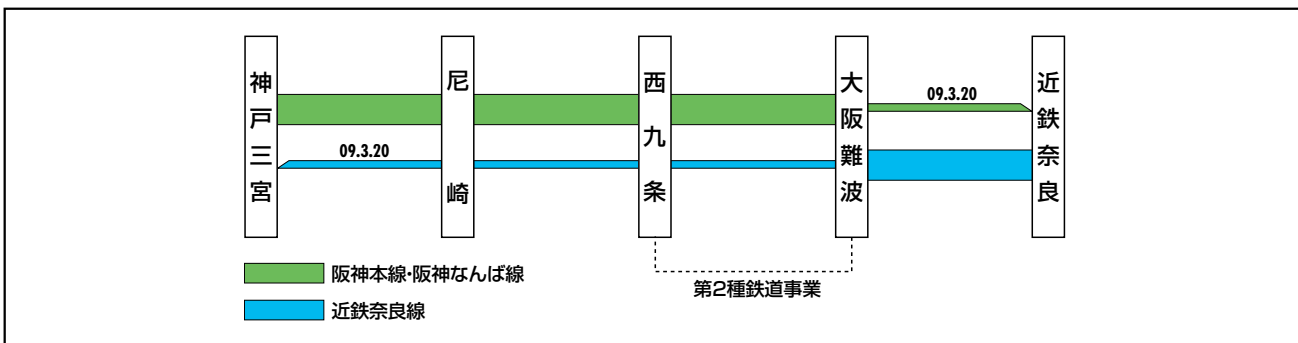 神戸三宮
尼崎
西九条
大阪難波
近鉄奈良
09.3.20
09.3.20
阪神本線・阪神なんば線
近鉄奈良線
第2種鉄道事業